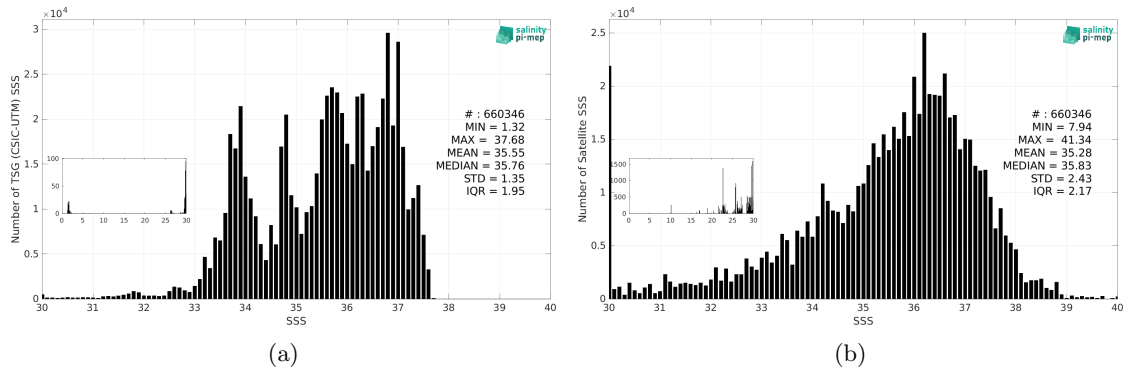 ×10⁴
3
2.5
2
1.5
1
0.5
0
Number of TSG (CSIC-UTM) SSS
salinity
pi-mep
# : 660346
MIN = 1.32
MAX = 37.68
MEAN = 35.55
MEDIAN = 35.76
STD = 1.35
IQR = 1.95
100
50
0
0 5 10 15 20 25 30
30 31 32 33 34 35 36 37 38 39 40
SSS
(a)
×10⁴
2.5
2
1.5
1
0.5
0
Number of Satellite SSS
salinity
pi-mep
# : 660346
MIN = 7.94
MAX = 41.34
MEAN = 35.28
MEDIAN = 35.83
STD = 2.43
IQR = 2.17
1500
1000
500
0
0 5 10 15 20 25 30
30 31 32 33 34 35 36 37 38 39 40
SSS
(b)